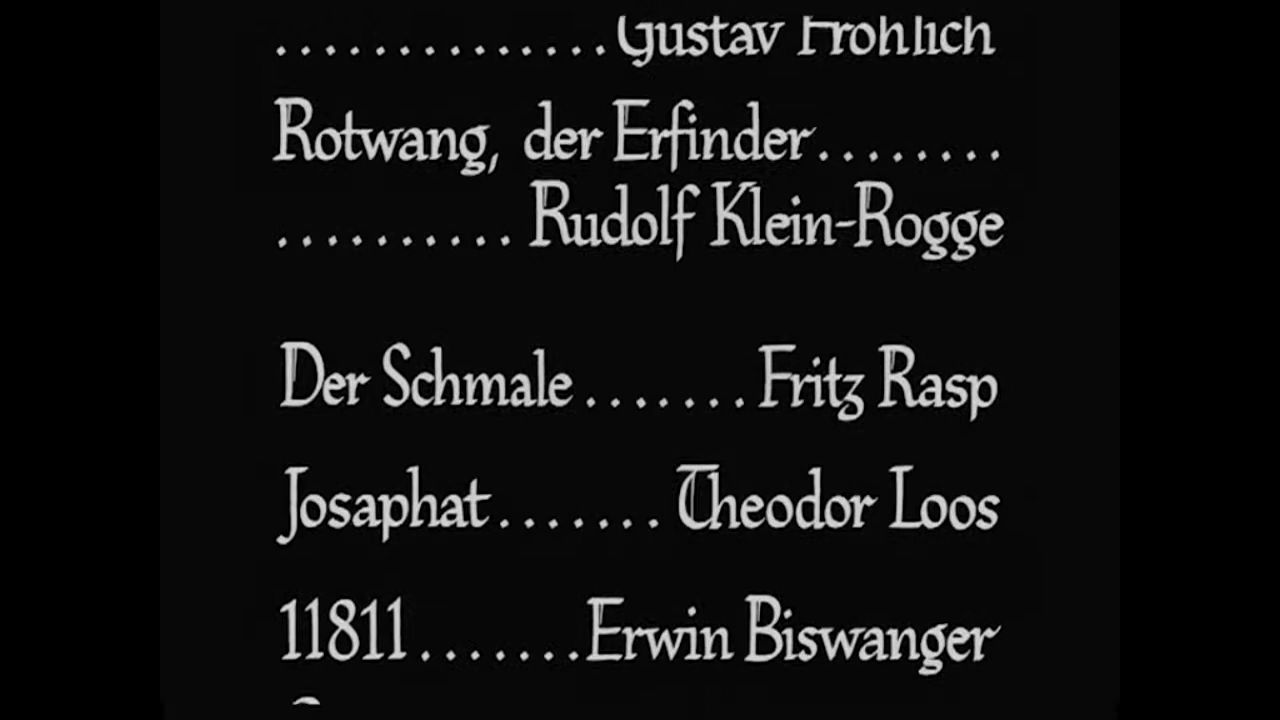 ..............Gustav Fröhlich
Rotwang, der Erfinder........
.......... Rudolf Klein-Rogge
Der Schmale.......Fritz Rasp
Josaphat....... Theodor Loos
11811.......Erwin Biswanger